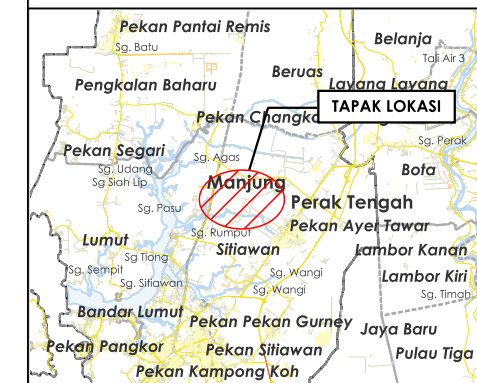 Pekan Pantai Remis
Sg. Batu
Belanja
Tali Air 3
Beruas
Layang Layang
Pengkalan Baharu
TAPAK LOKASI
Pekan Changka
Sg. Perak
Pekan Segari
Sg. Agas
Sg. Udang
Bota
Sg Siah Lip
Manjung
Sg. Pasu
Perak Tengah
Pekan Ayer Tawar
Sg. Rumput
Lumut
Sitiawan
Lambor Kanan
Sg Tiong
Sg. Sempit
Sg. Wangi
Lambor Kiri
Sg. Sitiawan
Sg. Wangi
Sg. Timah
Bandar Lumut
Pekan Pekan Gurney
Jaya Baru
Pekan Pangkor
Pekan Sitiawan
Pulau Tiga
Pekan Kampong Koh